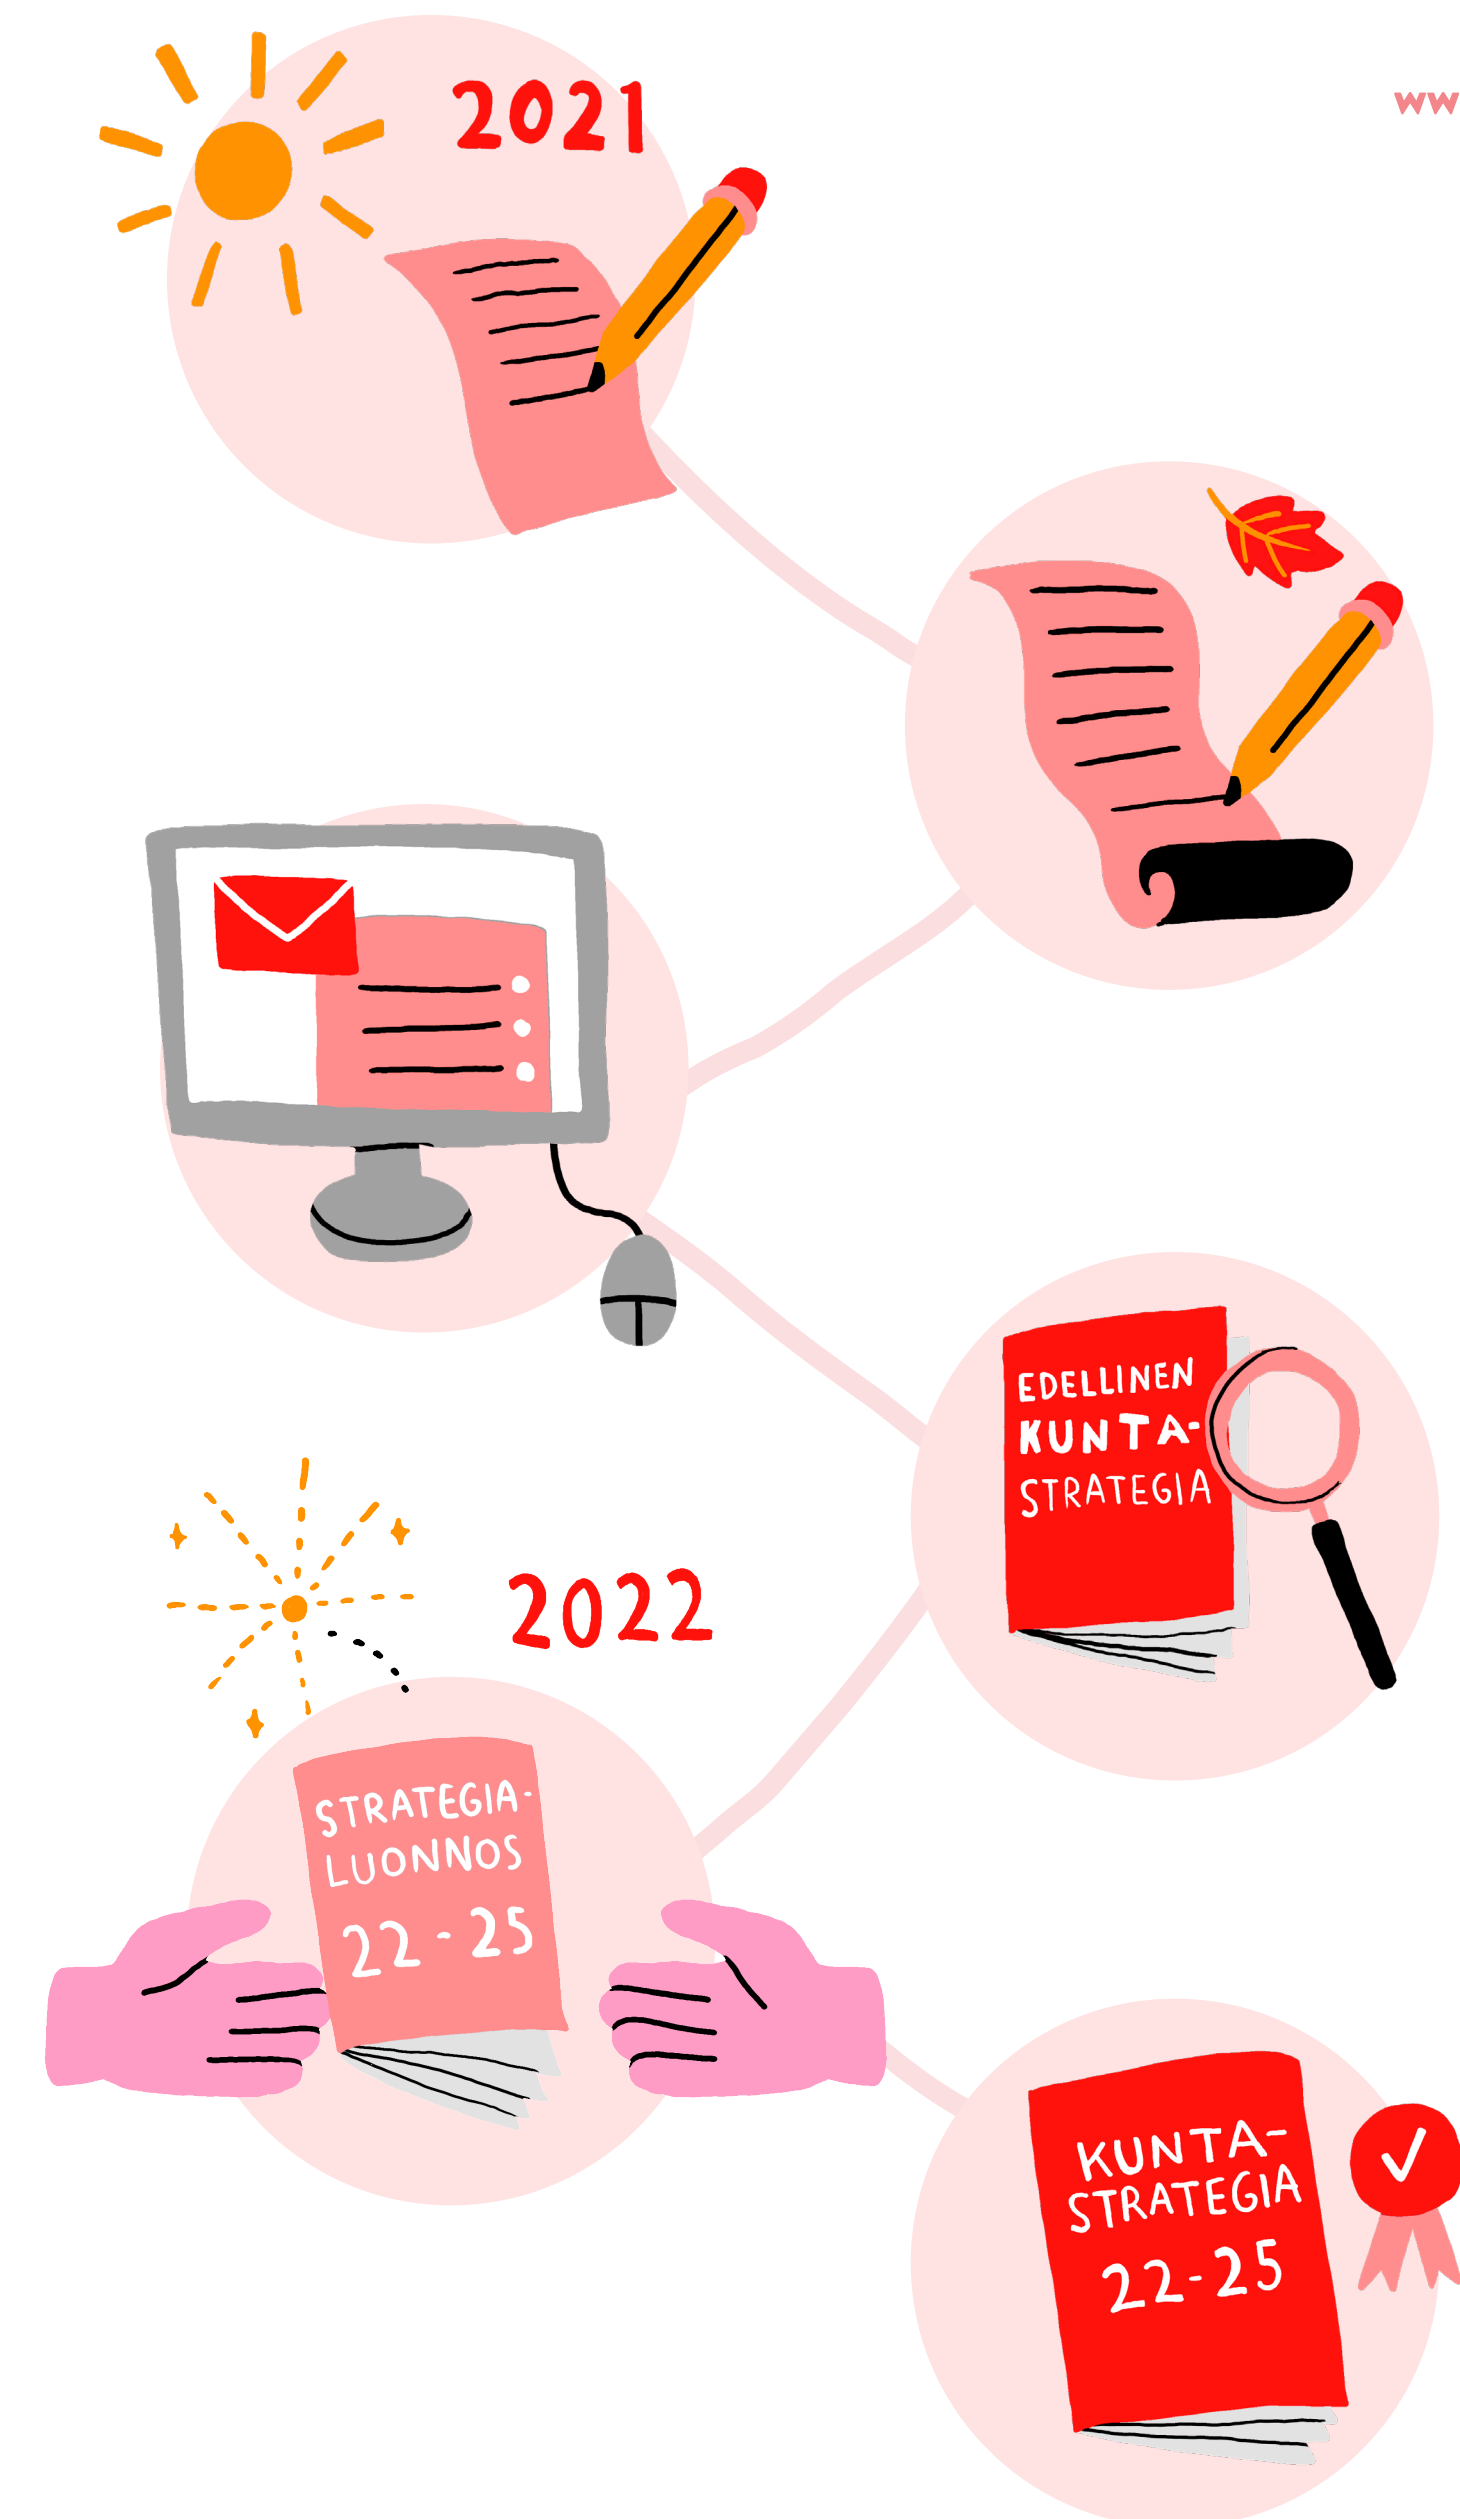 2021
EDELLINEN
KUNTA-
STRATEGIA
2022
STRATEGIA-
LUONNOS
22-25
KUNTA-
STRATEGIA
22-25